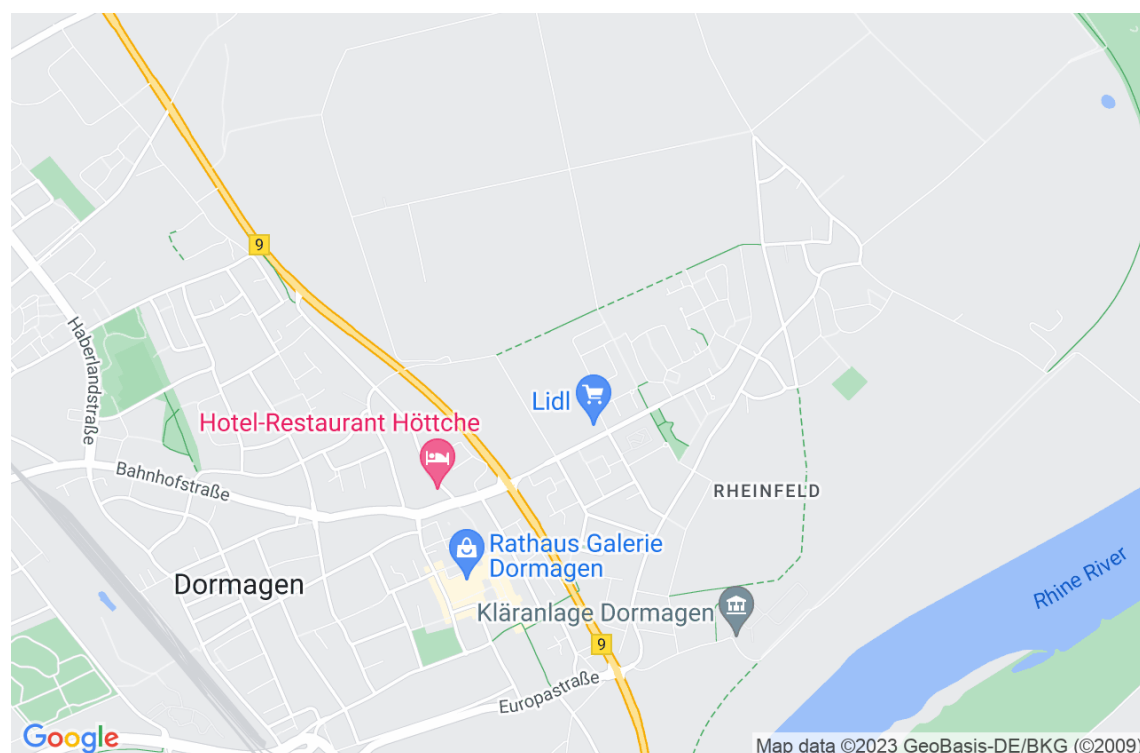 9
Haberlandstraße
Lidl
Hotel-Restaurant Höttche
Bahnhofstraße
RHEINFELD
Rathaus Galerie
Dormagen
Dormagen
Kläranlage Dormagen
Rhine River
9
Europastraße
Google
Map data ©2023 GeoBasis-DE/BKG (©2009)